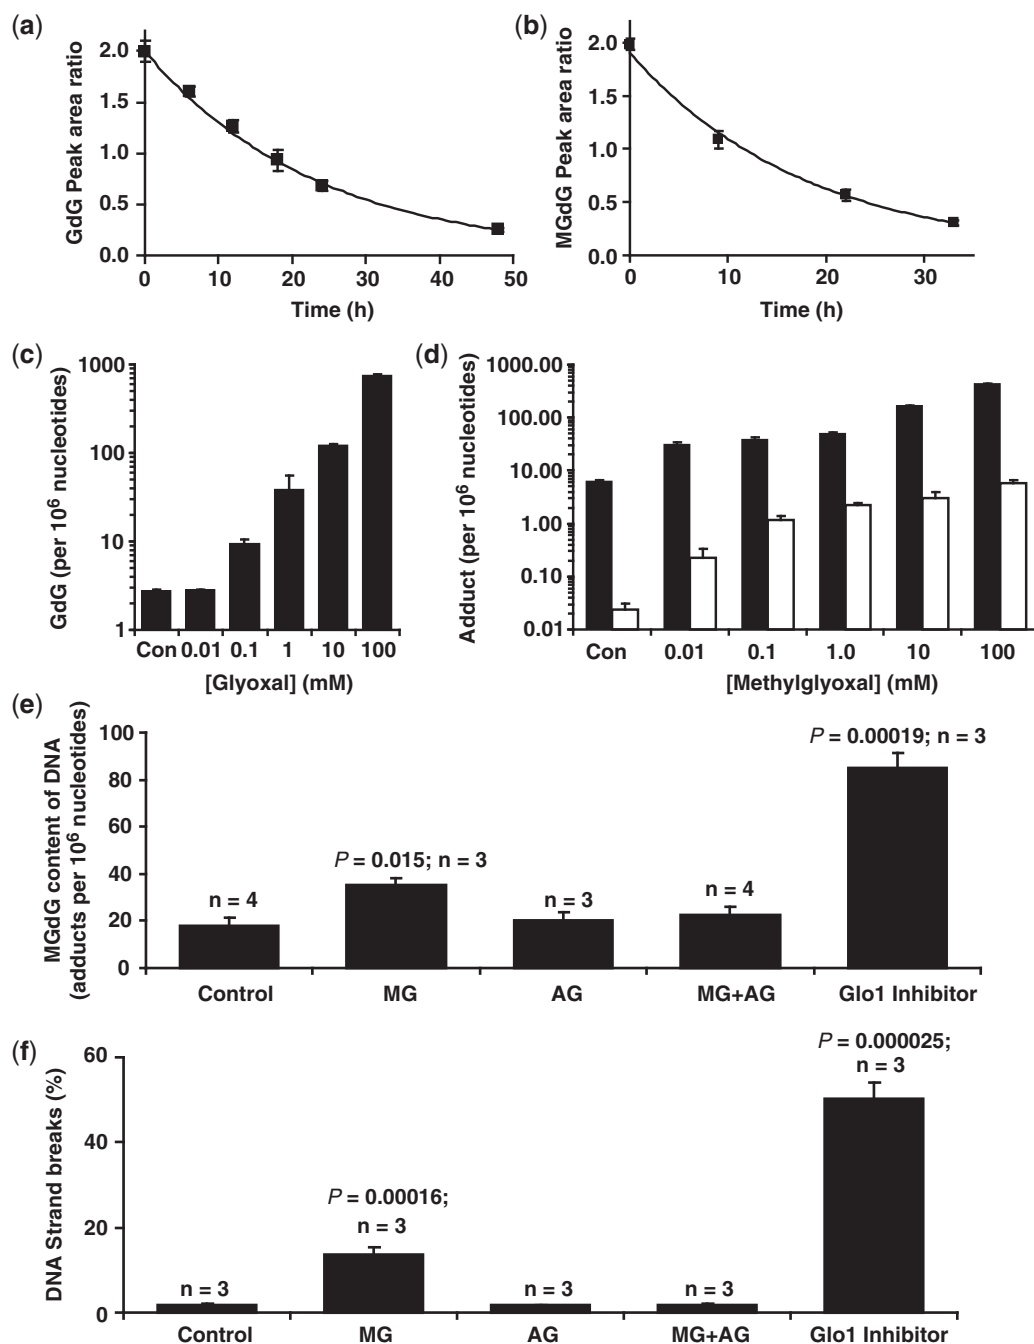 (a)
GdG Peak area ratio
2.0
1.5
1.0
0.5
0.0
0 10 20 30 40 50
Time (h)
(b)
MGdG Peak area ratio
2.0
1.5
1.0
0.5
0.0
0 10 20 30
Time (h)
(c)
GdG (per 10⁶ nucleotides)
1000
100
10
1
Con 0.01 0.1 1 10 100
[Glyoxal] (mM)
(d)
Adduct (per 10⁶ nucleotides)
1000.00
100.00
10.00
1.00
0.10
0.01
Con 0.01 0.1 1.0 10 100
[Methylglyoxal] (mM)
(e)
MGdG content of DNA
(adducts per 10⁶ nucleotides)
100
80
60
40
20
0
n = 4
P = 0.015; n = 3
n = 3
n = 4
P = 0.00019; n = 3
Control MG AG MG+AG Glo1 Inhibitor
(f)
DNA Strand breaks (%)
60
40
20
0
n = 3
P = 0.00016;
n = 3
n = 3
n = 3
P = 0.000025;
n = 3
Control MG AG MG+AG Glo1 Inhibitor